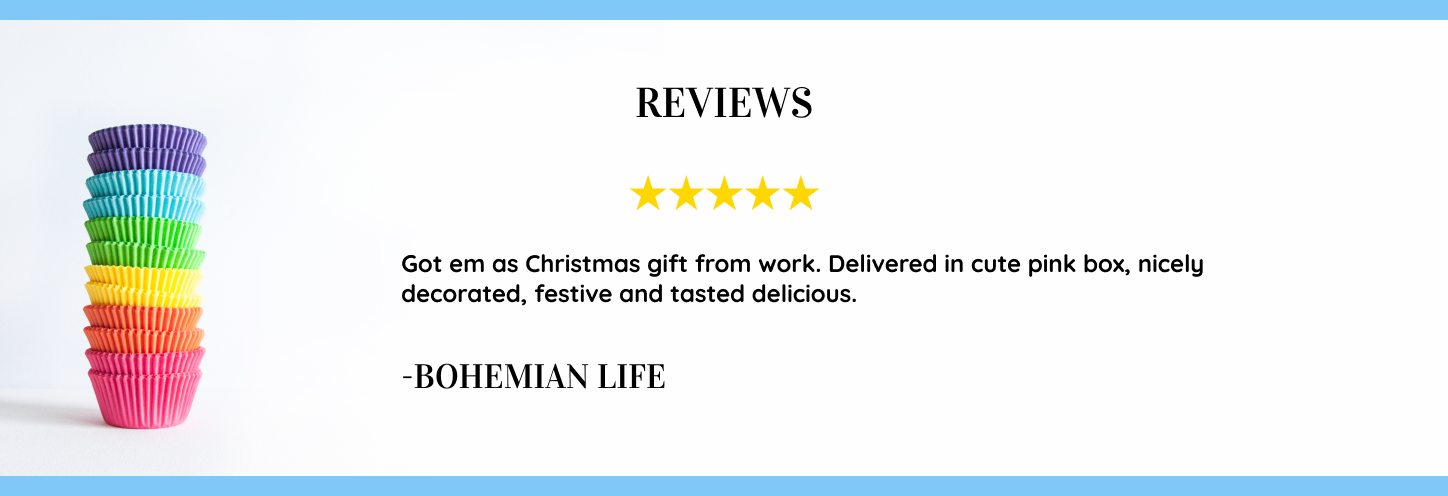 REVIEWS
Got em as Christmas gift from work. Delivered in cute pink box, nicely
decorated, festive and tasted delicious.
-BOHEMIAN LIFE